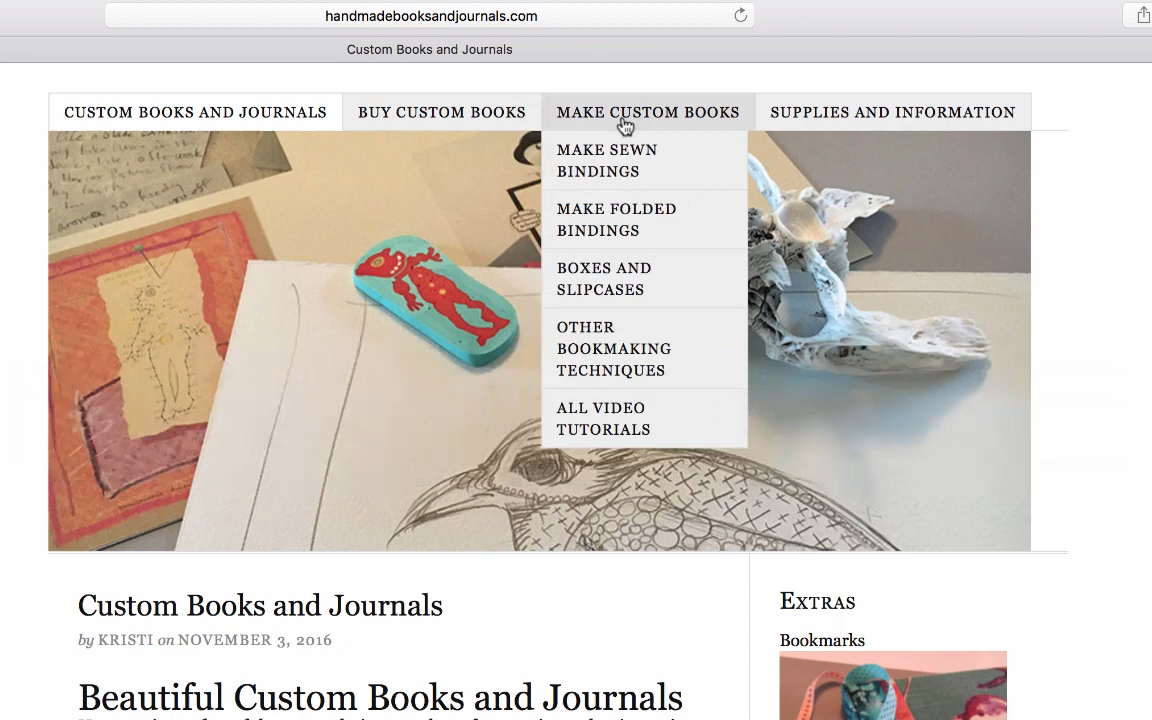 handmadebooksandjournals.com
Custom Books and Journals
CUSTOM BOOKS AND JOURNALS
BUY CUSTOM BOOKS
MAKE CUSTOM BOOKS
SUPPLIES AND INFORMATION
MAKE SEWN
BINDINGS
MAKE FOLDED
BINDINGS
BOXES AND
SLIPCASES
OTHER
BOOKMAKING
TECHNIQUES
ALL VIDEO
TUTORIALS
Custom Books and Journals
by KRISTI on NOVEMBER 3, 2016
Beautiful Custom Books and Journals
EXTRAS
Bookmarks